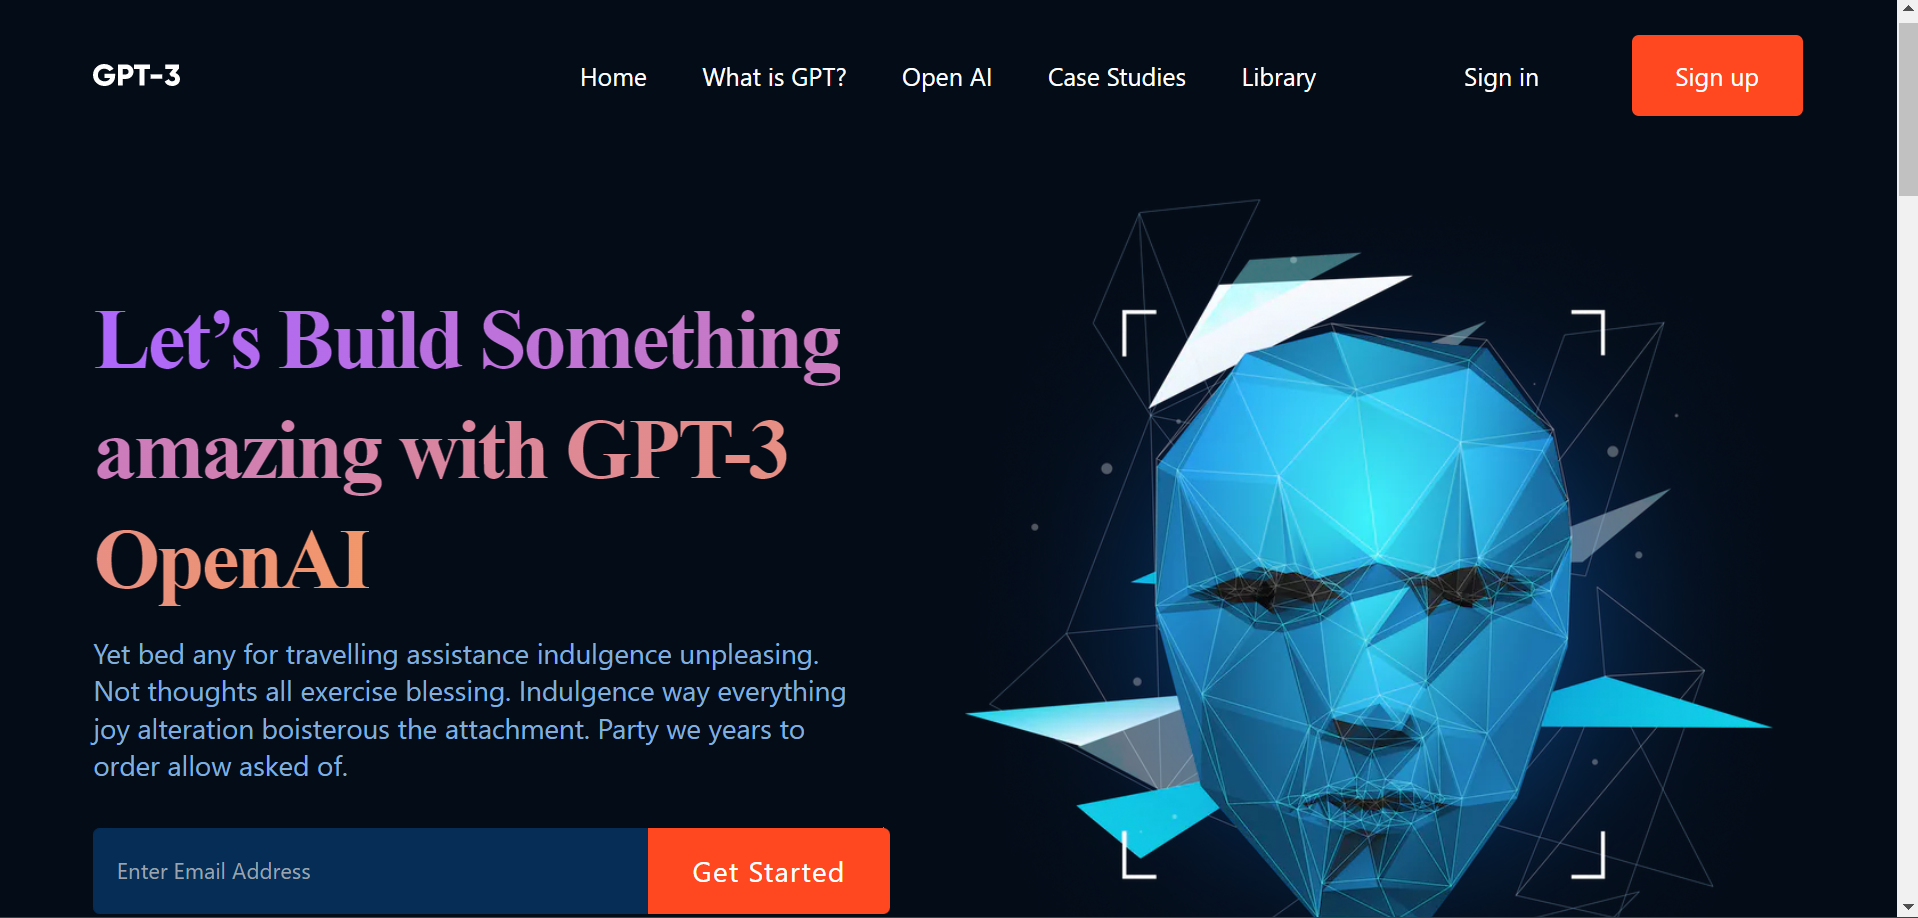 GPT-3
Home What is GPT? Open AI Case Studies Library Sign in Sign up
Let’s Build Something
amazing with GPT-3
OpenAI
Yet bed any for travelling assistance indulgence unpleasing.
Not thoughts all exercise blessing. Indulgence way everything
joy alteration boisterous the attachment. Party we years to
order allow asked of.
Enter Email Address
Get Started